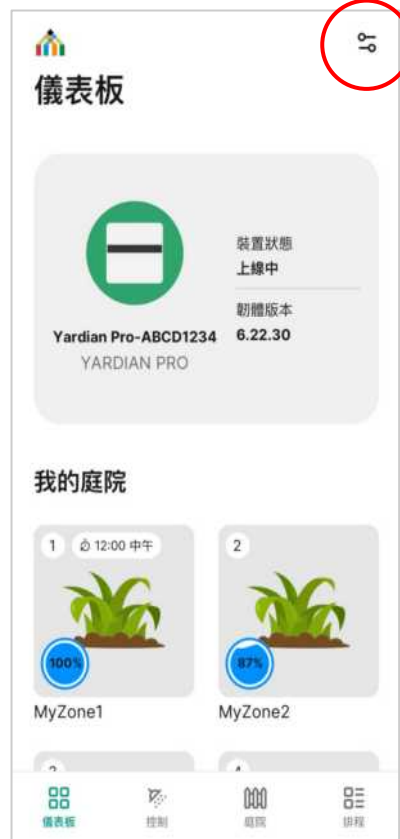 儀表板
裝置狀態
上線中
韌體版本
6.22.30
Yardian Pro-ABCD1234
YARDIAN PRO
我的庭院
1 12:00 中午
2
100%
87%
MyZone1
MyZone2
儀表板 控制 庭院 排程